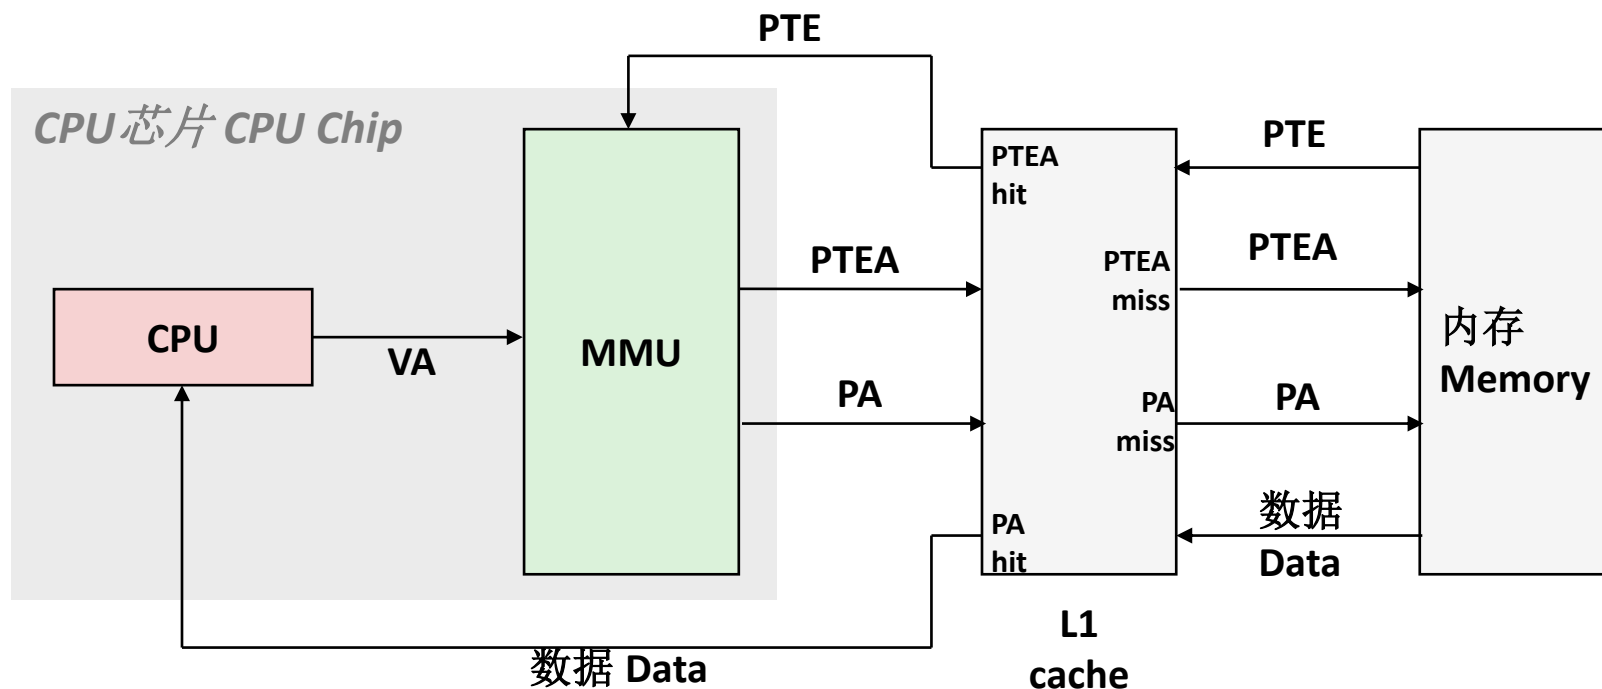 PTE
CPU芯片 CPU Chip
PTEA
hit
PTE
PTEA
PTEA
miss
PTEA
CPU
VA
MMU
内存
Memory
PA
PA
miss
PA
PA
hit
数据
Data
数据 Data
L1
cache